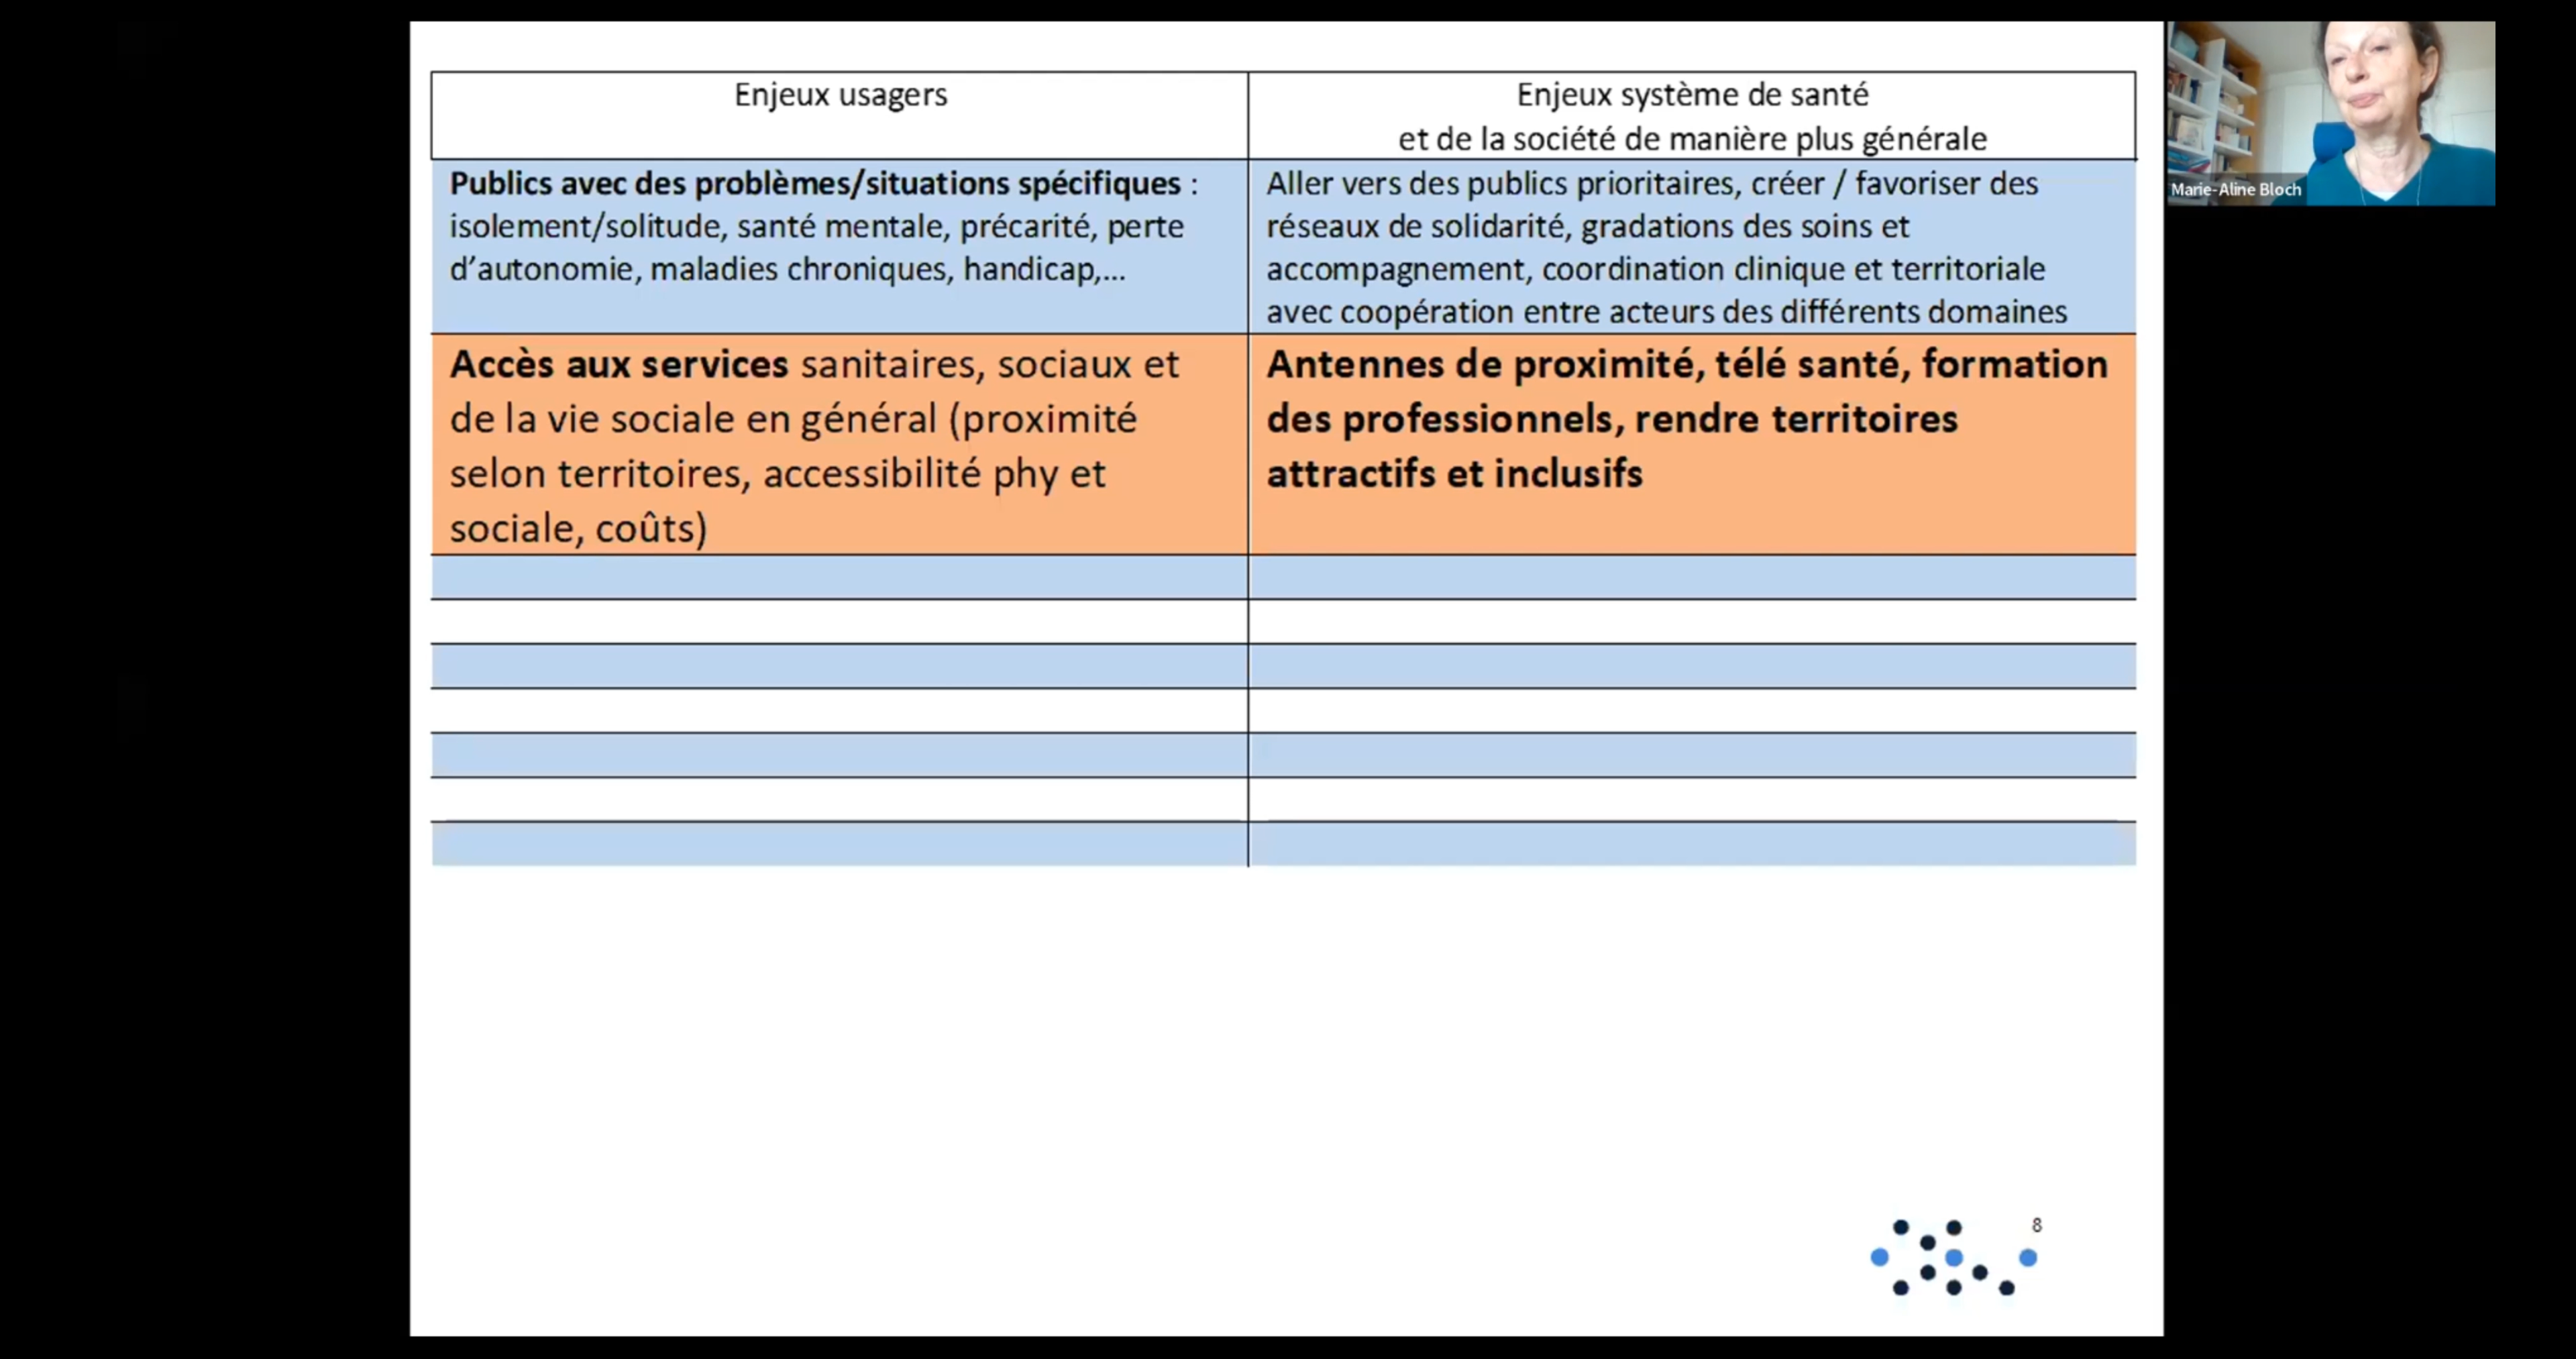 Enjeux usagers
Enjeux système de santé
et de la société de manière plus générale
Publics avec des problèmes/situations spécifiques :
isolement/solitude, santé mentale, précarité, perte
d’autonomie, maladies chroniques, handicap,...
Aller vers des publics prioritaires, créer / favoriser des
réseaux de solidarité, gradations des soins et
accompagnement, coordination clinique et territoriale
avec coopération entre acteurs des différents domaines
Accès aux services sanitaires, sociaux et
de la vie sociale en général (proximité
selon territoires, accessibilité phy et
sociale, coûts)
Antennes de proximité, télé santé, formation
des professionnels, rendre territoires
attractifs et inclusifs
8
Marie-Aline Bloch